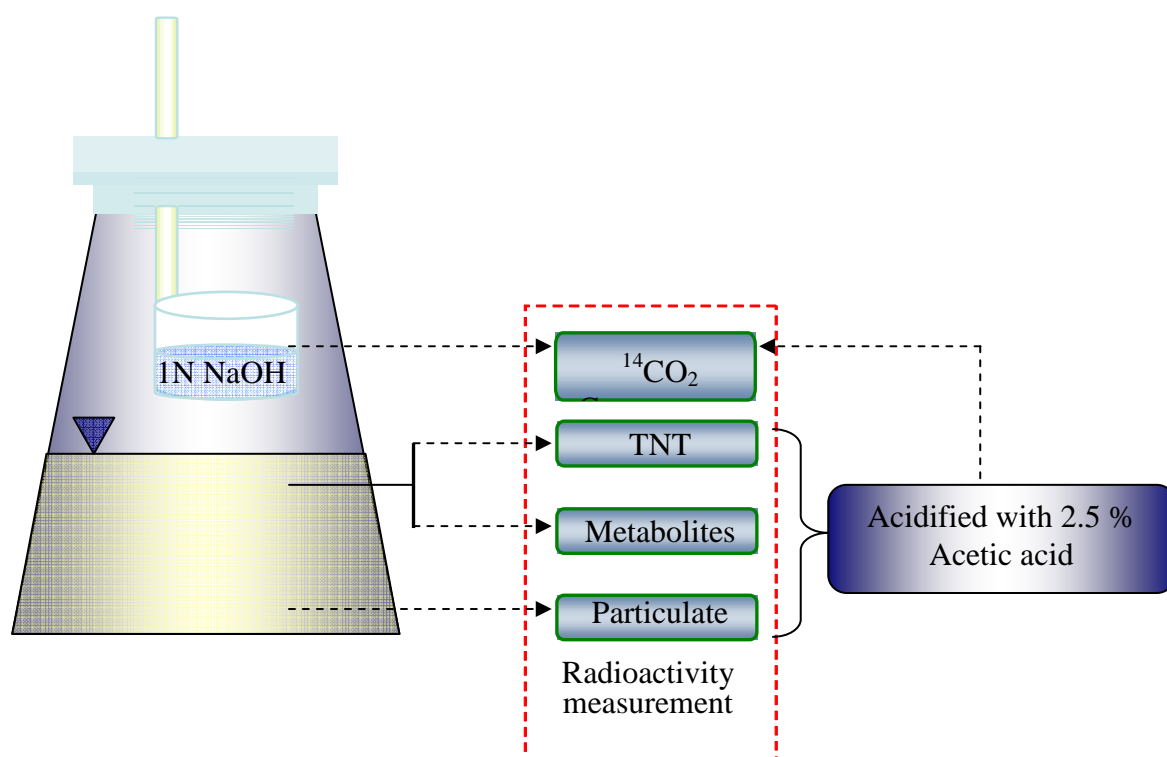 1N NaOH
¹⁴CO₂
TNT
Metabolites
Particulate
Acidified with 2.5 %
Acetic acid
Radioactivity
measurement